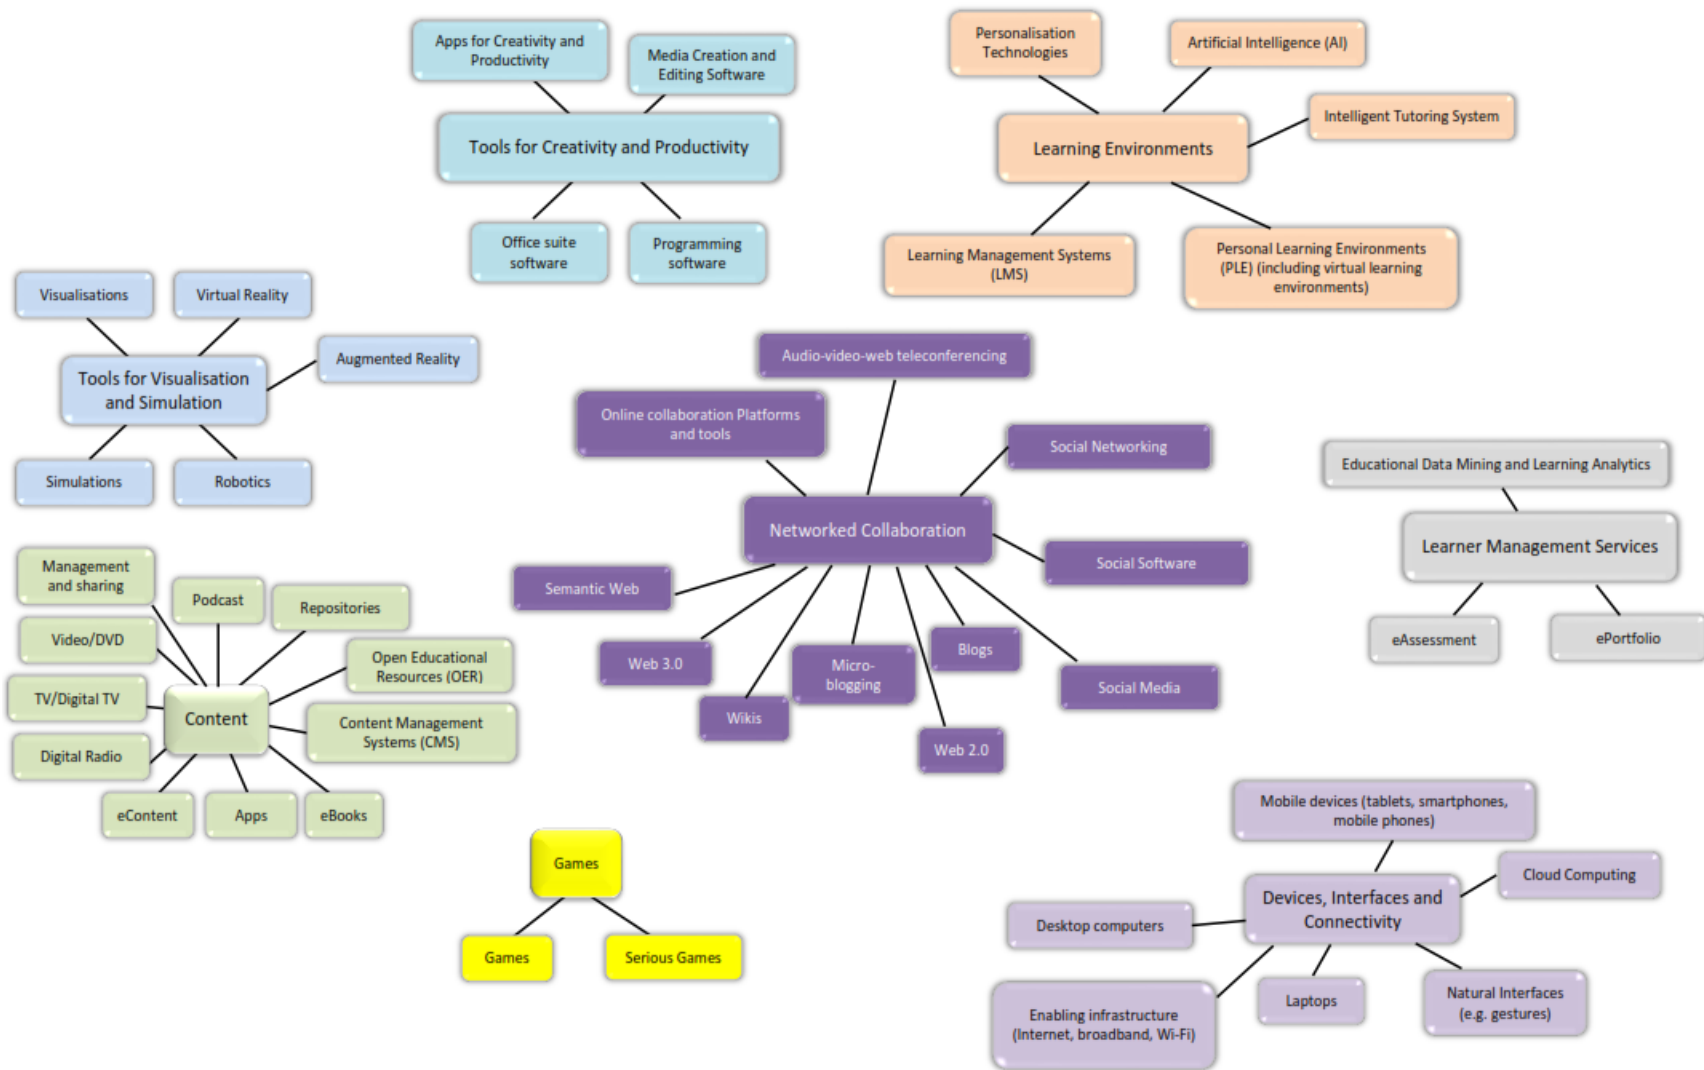 Apps for Creativity and
Productivity
Media Creation and
Editing Software
Tools for Creativity and Productivity
Office suite
software
Programming
software
Personalisation
Technologies
Artificial Intelligence (AI)
Intelligent Tutoring System
Learning Environments
Learning Management Systems
(LMS)
Personal Learning Environments
(PLE) (including virtual learning
environments)
Visualisations
Virtual Reality
Augmented Reality
Tools for Visualisation
and Simulation
Simulations
Robotics
Audio-video-web teleconferencing
Online collaboration Platforms
and tools
Social Networking
Networked Collaboration
Social Software
Semantic Web
Web 3.0
Wikis
Micro-
blogging
Blogs
Web 2.0
Social Media
Educational Data Mining and Learning Analytics
Learner Management Services
eAssessment
ePortfolio
Management
and sharing
Podcast
Repositories
Video/DVD
Open Educational
Resources (OER)
TV/Digital TV
Content
Content Management
Systems (CMS)
Digital Radio
eContent
Apps
eBooks
Games
Games
Serious Games
Mobile devices (tablets, smartphones,
mobile phones)
Cloud Computing
Devices, Interfaces and
Connectivity
Desktop computers
Enabling infrastructure
(Internet, broadband, Wi-Fi)
Laptops
Natural Interfaces
(e.g. gestures)